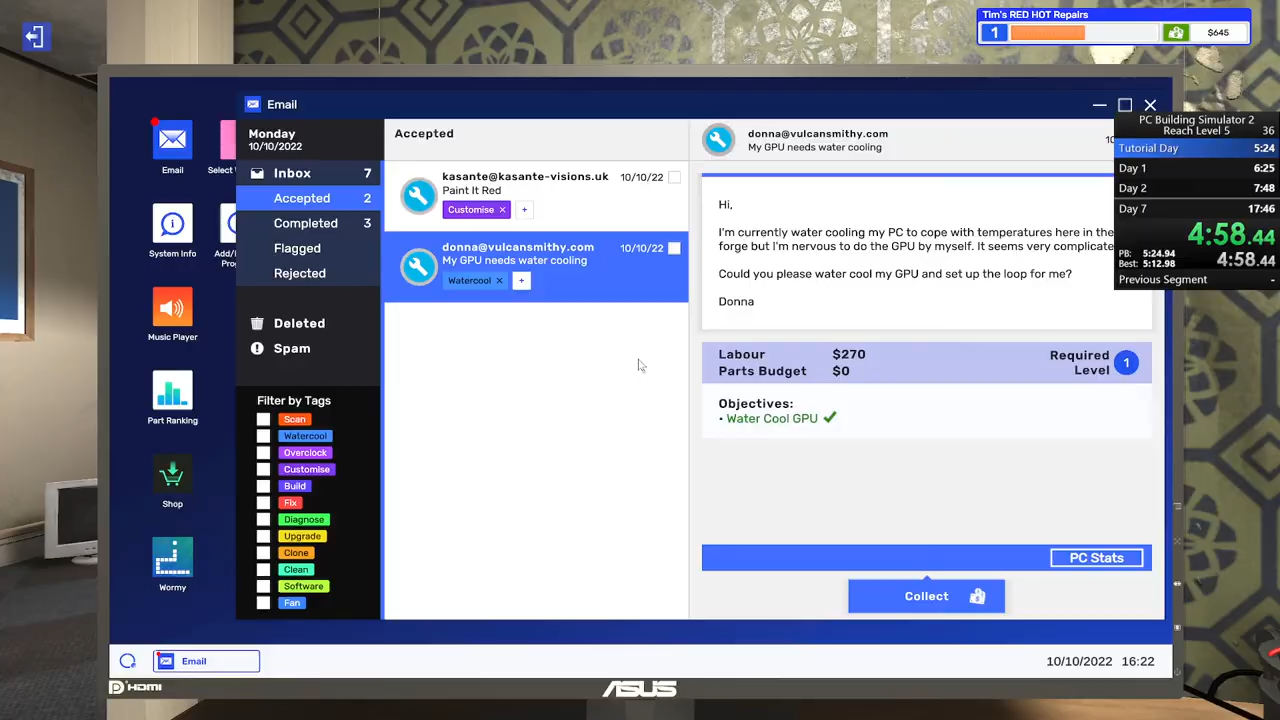 Tim's RED HOT Repairs
1
$645
Email
Monday
10/10/2022
Inbox 7
Accepted 2
Completed 3
Flagged
Rejected
Deleted
Spam
Filter by Tags
Scan
Watercool
Overclock
Customise
Build
Fix
Diagnose
Upgrade
Clone
Clean
Software
Fan
Email
System Info
Music Player
Part Ranking
Shop
Wormy
Select
Add/
Prog
Accepted
kasante@kasante-visions.uk 10/10/22
Paint It Red
Customise × +
donna@vulcansmithy.com 10/10/22
My GPU needs water cooling
Watercool × +
donna@vulcansmithy.com
My GPU needs water cooling
10
Hi,
I'm currently water cooling my PC to cope with temperatures here in the
forge but I'm nervous to do the GPU by myself. It seems very complicate
Could you please water cool my GPU and set up the loop for me?
Donna
Labour $270
Parts Budget $0
Required
Level
1
Objectives:
• Water Cool GPU ✓
PC Stats
Collect
PC Building Simulator 2
Reach Level 5 36
Tutorial Day 5:24
Day 1 6:25
Day 2 7:48
Day 7 17:46
4:58.44
PB: 5:24.94
Best: 5:12.98 4:58.44
Previous Segment -
Email
10/10/2022 16:22
HDMI
ASUS